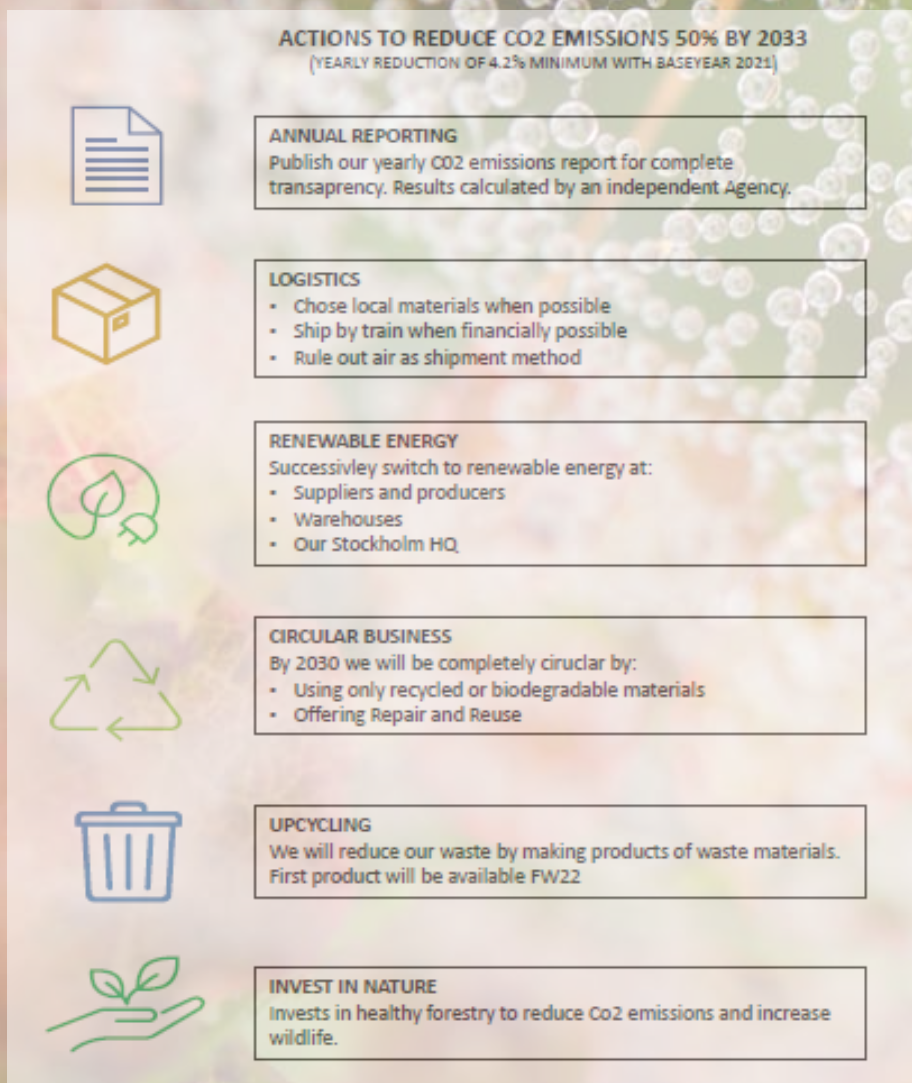 ACTIONS TO REDUCE CO2 EMISSIONS 50% BY 2033
(YEARLY REDUCTION OF 4.2% MINIMUM WITH BASEYEAR 2021)
ANNUAL REPORTING
Publish our yearly C02 emissions report for complete
transaprency. Results calculated by an independent Agency.
LOGISTICS
• Chose local materials when possible
• Ship by train when financially possible
• Rule out air as shipment method
RENEWABLE ENERGY
Successivley switch to renewable energy at:
• Suppliers and producers
• Warehouses
• Our Stockholm HQ
CIRCULAR BUSINESS
By 2030 we will be completely ciruclar by:
• Using only recycled or biodegradable materials
• Offering Repair and Reuse
UPCYCLING
We will reduce our waste by making products of waste materials.
First product will be available FW22
INVEST IN NATURE
Invests in healthy forestry to reduce Co2 emissions and increase
wildlife.